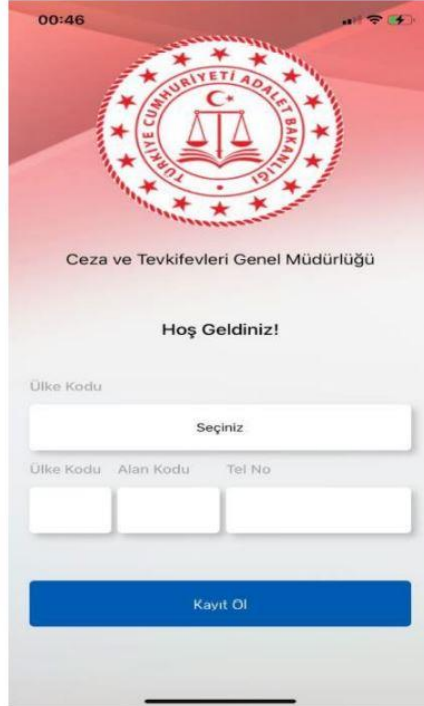 00:46
TÜRKİYE CUMHURİYETİ ADALET BAKANLIĞI
Ceza ve Tevkifevleri Genel Müdürlüğü
Hoş Geldiniz!
Ülke Kodu
Seçiniz
Ülke Kodu Alan Kodu Tel No
Kayıt Ol